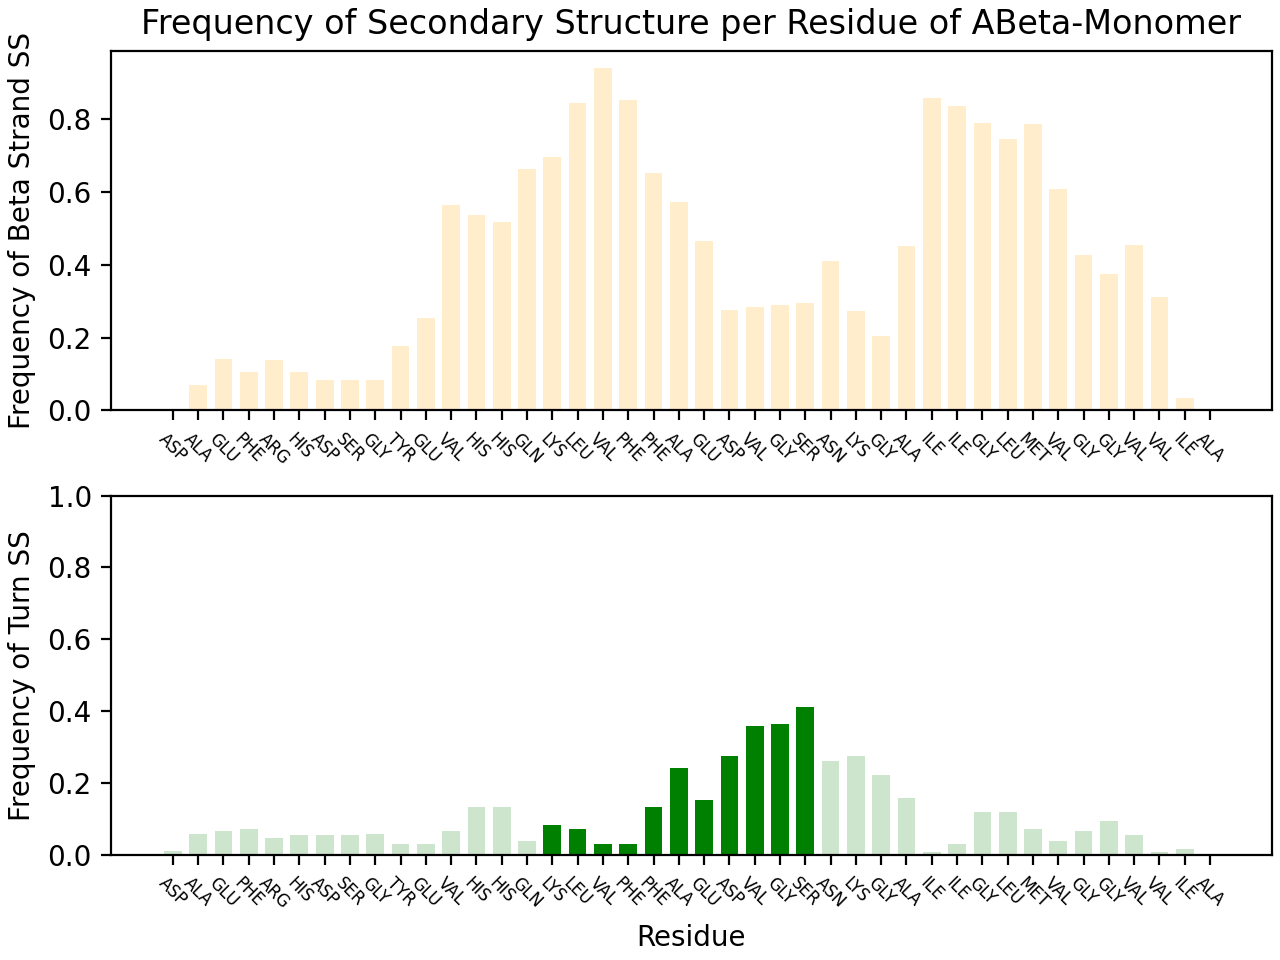 Frequency of Secondary Structure per Residue of ABeta-Monomer
Frequency of Beta Strand SS
0.8
0.6
0.4
0.2
0.0
ASP ALA GLU PHE ARG HIS ASP SER GLY TYR GLU VAL HIS HIS GLN LYS LEU VAL PHE PHE ALA GLU ASP VAL GLY SER ASN LYS GLY ALA ILE ILE GLY LEU MET VAL GLY GLY VAL VAL ILE ALA
Frequency of Turn SS
1.0
0.8
0.6
0.4
0.2
0.0
ASP ALA GLU PHE ARG HIS ASP SER GLY TYR GLU VAL HIS HIS GLN LYS LEU VAL PHE PHE ALA GLU ASP VAL GLY SER ASN LYS GLY ALA ILE ILE GLY LEU MET VAL GLY GLY VAL VAL ILE ALA
Residue